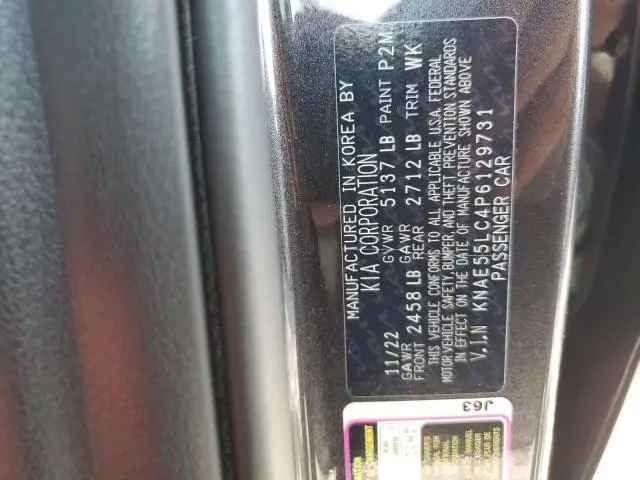 MANUFACTURED IN KOREA BY
KIA CORPORATION
11/22 GVWR 5137 LB PAINT P2M
GAWR FRONT 2458 LB GAWR REAR 2712 LB TRIM WK
THIS VEHICLE CONFORMS TO ALL APPLICABLE U.S.A. FEDERAL
MOTOR VEHICLE SAFETY, BUMPER, AND THEFT PREVENTION STANDARDS
IN EFFECT ON THE DATE OF MANUFACTURE SHOWN ABOVE
V.I.N KNAE55LC4P6129731
PASSENGER CAR
J63